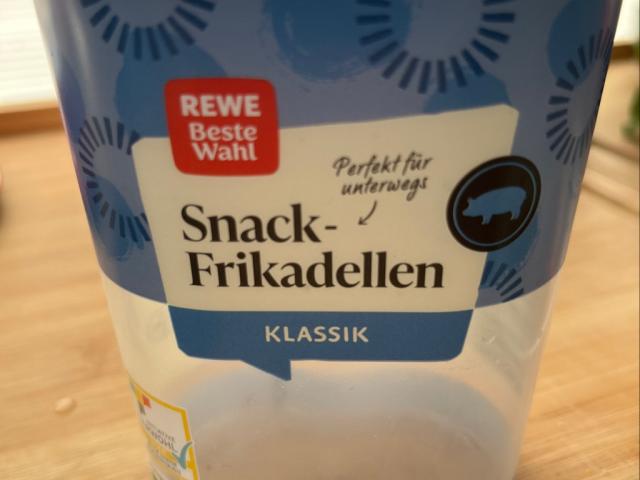 REWE
Beste
Wahl
Perfekt für
unterwegs
Snack-
Frikadellen
KLASSIK